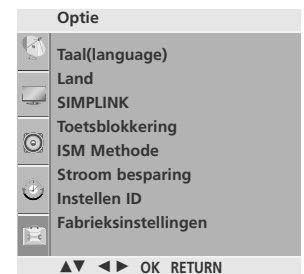 Optie
Taal(language)
Land
SIMPLINK
Toetsblokkering
ISM Methode
Stroom besparing
Instellen ID
Fabrieksinstellingen
▲▼ ◄► OK RETURN